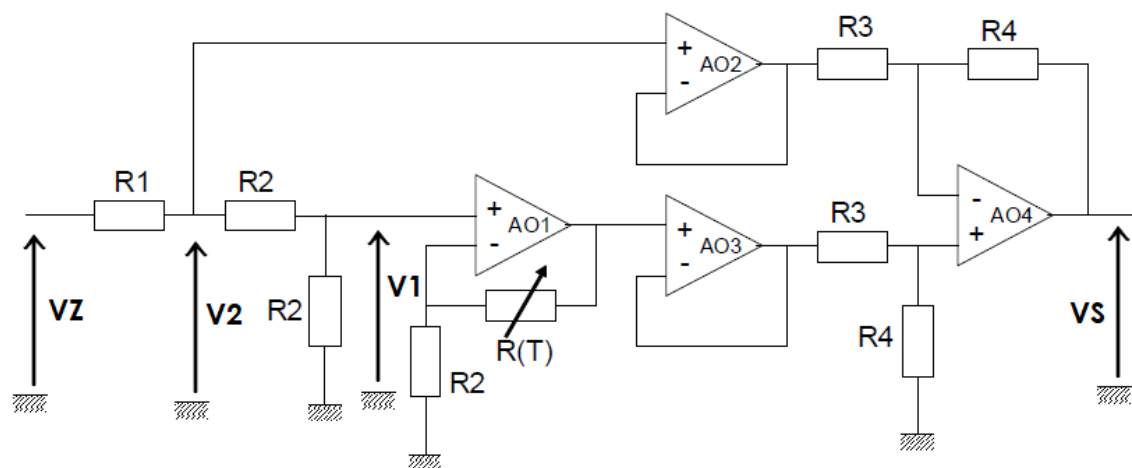 R3
R4
+
-
AO2
R1
R2
+
-
AO1
+
-
AO3
R3
-
+
AO4
VZ
V2
R2
V1
R2
R(T)
R4
VS